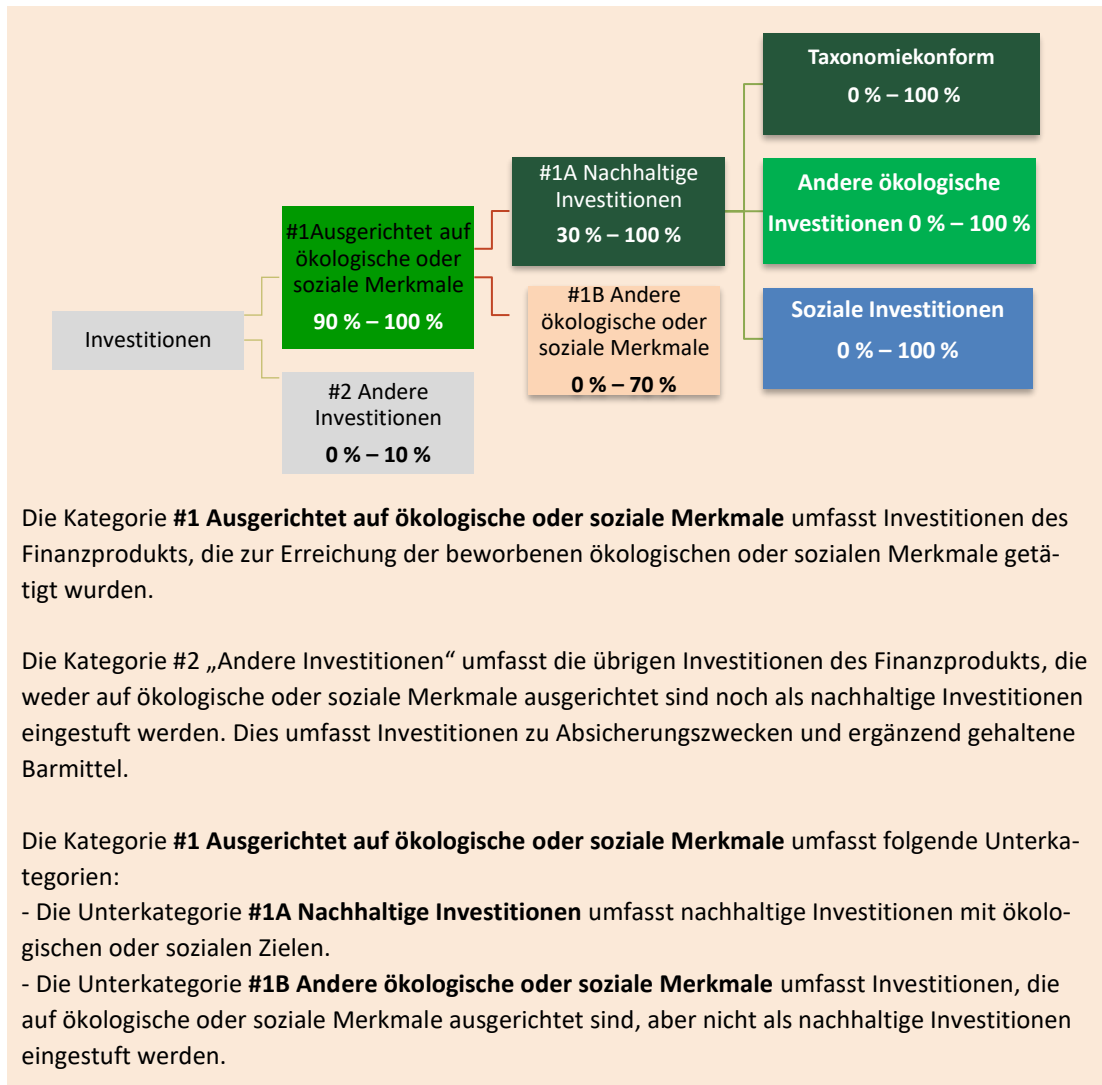 Taxonomiekonform
0 % – 100 %
#1A Nachhaltige
Investitionen
30 % – 100 %
Andere ökologische
Investitionen 0 % – 100 %
#1Ausgerichtet auf
ökologische oder
soziale Merkmale
90 % – 100 %
#1B Andere
ökologische oder
soziale Merkmale
0 % – 70 %
Soziale Investitionen
0 % – 100 %
Investitionen
#2 Andere
Investitionen
0 % – 10 %
Die Kategorie #1 Ausgerichtet auf ökologische oder soziale Merkmale umfasst Investitionen des
Finanzprodukts, die zur Erreichung der beworbenen ökologischen oder sozialen Merkmale getä-
tigt wurden.
Die Kategorie #2 „Andere Investitionen“ umfasst die übrigen Investitionen des Finanzprodukts, die
weder auf ökologische oder soziale Merkmale ausgerichtet sind noch als nachhaltige Investitionen
eingestuft werden. Dies umfasst Investitionen zu Absicherungszwecken und ergänzend gehaltene
Barmittel.
Die Kategorie #1 Ausgerichtet auf ökologische oder soziale Merkmale umfasst folgende Unterka-
tegorien:
- Die Unterkategorie #1A Nachhaltige Investitionen umfasst nachhaltige Investitionen mit ökolo-
gischen oder sozialen Zielen.
- Die Unterkategorie #1B Andere ökologische oder soziale Merkmale umfasst Investitionen, die
auf ökologische oder soziale Merkmale ausgerichtet sind, aber nicht als nachhaltige Investitionen
eingestuft werden.